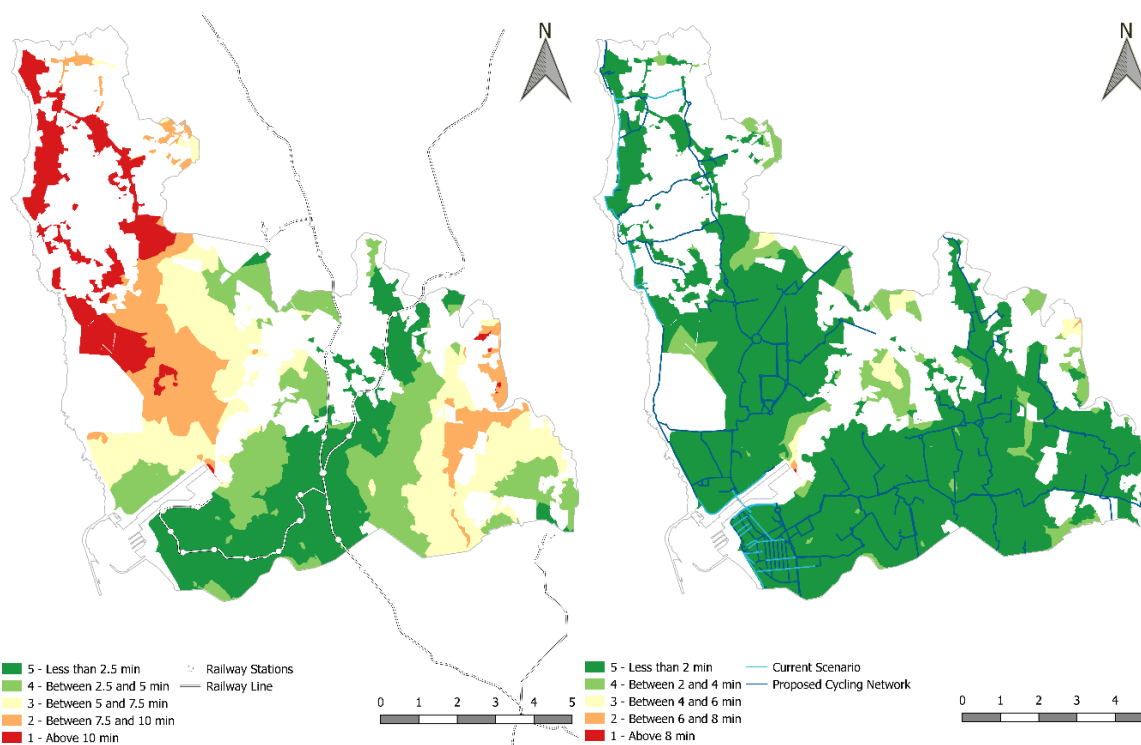 N
N
5 - Less than 2.5 min
4 - Between 2.5 and 5 min
3 - Between 5 and 7.5 min
2 - Between 7.5 and 10 min
1 - Above 10 min
Railway Stations
Railway Line
0 1 2 3 4 5
5 - Less than 2 min
4 - Between 2 and 4 min
3 - Between 4 and 6 min
2 - Between 6 and 8 min
1 - Above 8 min
Current Scenario
Proposed Cycling Network
0 1 2 3 4